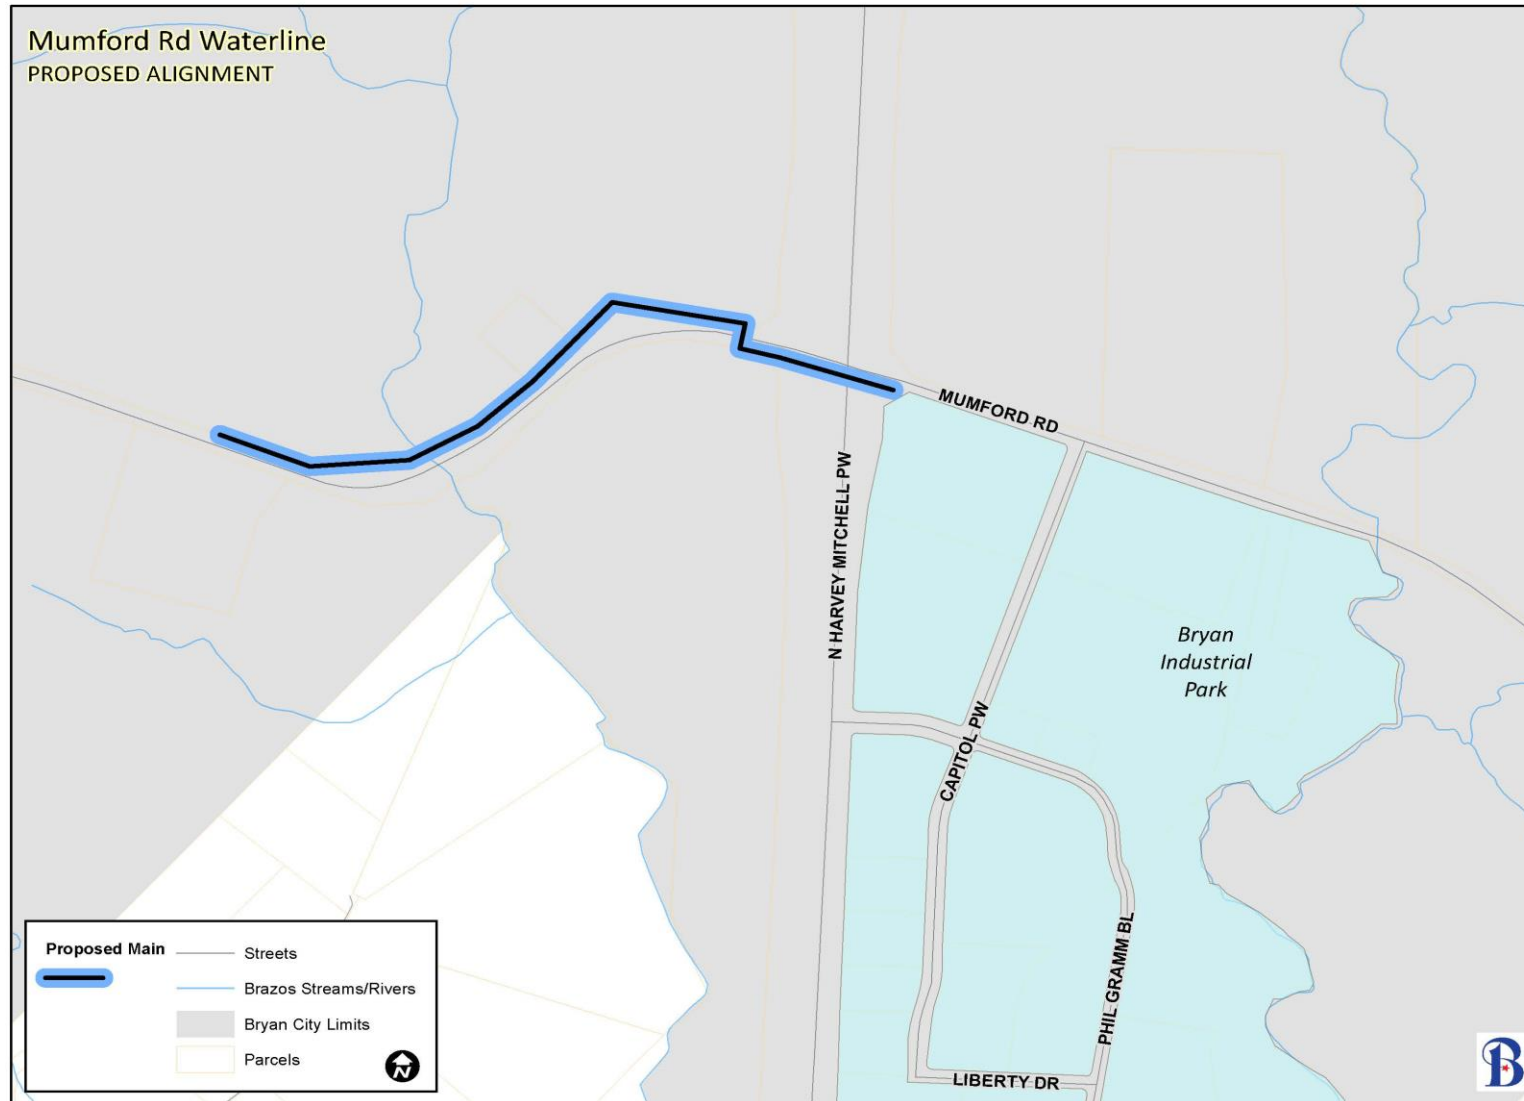 Mumford Rd Waterline
PROPOSED ALIGNMENT
MUMFORD RD
N HARVEY MITCHELL PW
Bryan
Industrial
Park
CAPITOL PW
PHIL GRAMM BL
LIBERTY DR
Proposed Main
Streets
Brazos Streams/Rivers
Bryan City Limits
Parcels
N
B